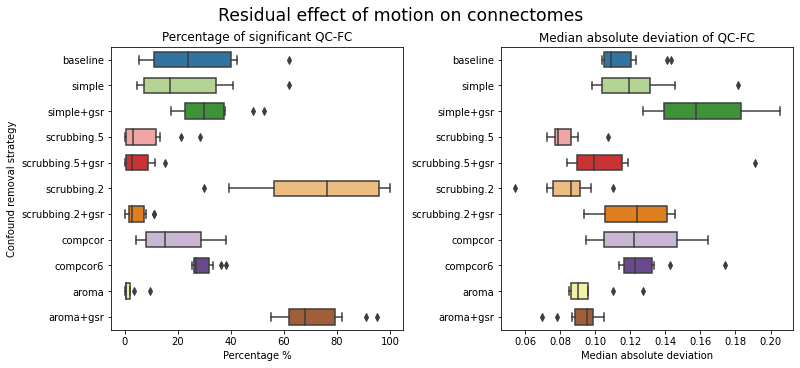 Residual effect of motion on connectomes
Percentage of significant QC-FC
Confound removal strategy
baseline
simple
simple+gsr
scrubbing.5
scrubbing.5+gsr
scrubbing.2
scrubbing.2+gsr
compcor
compcor6
aroma
aroma+gsr
0 20 40 60 80 100
Percentage %
Median absolute deviation of QC-FC
baseline
simple
simple+gsr
scrubbing.5
scrubbing.5+gsr
scrubbing.2
scrubbing.2+gsr
compcor
compcor6
aroma
aroma+gsr
0.06 0.08 0.10 0.12 0.14 0.16 0.18 0.20
Median absolute deviation